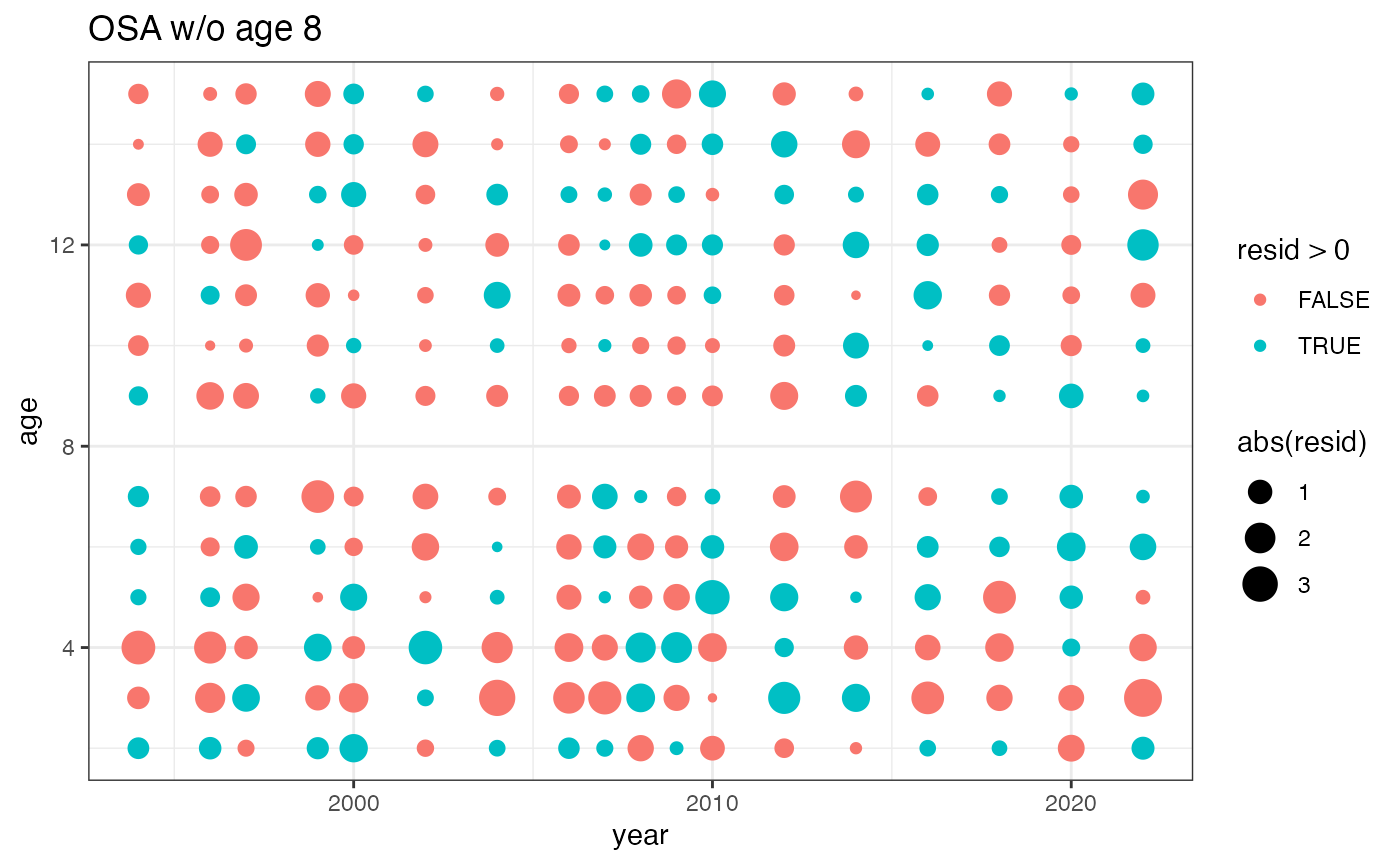 OSA w/o age 8
12
8
4
age
2000 2010 2020
year
resid > 0
FALSE
TRUE
abs(resid)
1
2
3